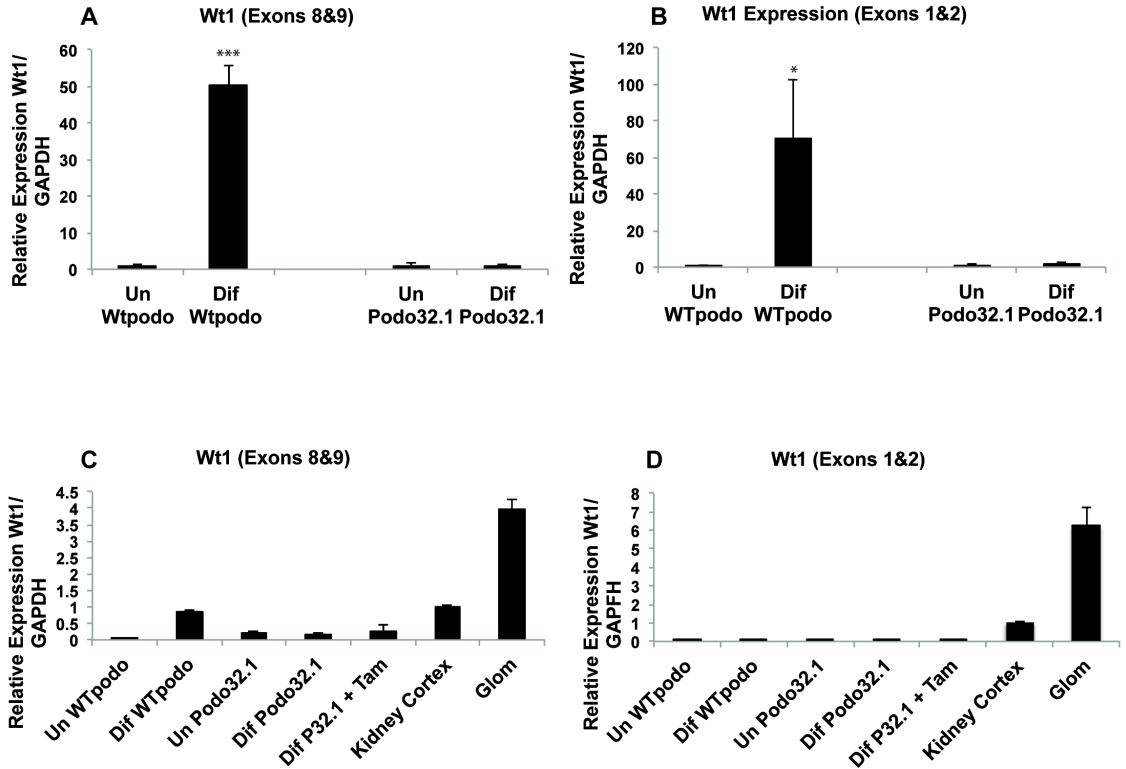 A
Wt1 (Exons 8&9)
Relative Expression Wt1/
GAPDH
60
50
40
30
20
10
0
***
Un
Wtpodo
Dif
Wtpodo
Un
Podo32.1
Dif
Podo32.1
B
Wt1 Expression (Exons 1&2)
Relative Expression Wt1/
GAPDH
120
100
80
60
40
20
0
*
Un
WTpodo
Dif
WTpodo
Un
Podo32.1
Dif
Podo32.1
C
Wt1 (Exons 8&9)
Relative Expression Wt1/
GAPDH
4.5
4
3.5
3
2.5
2
1.5
1
0.5
0
Un WTpodo
Dif WTpodo
Un Podo32.1
Dif Podo32.1
Dif P32.1 + Tam
Kidney Cortex
Glom
D
Wt1 (Exons 1&2)
Relative Expression Wt1/
GAPFH
8
7
6
5
4
3
2
1
0
Un WTpodo
Dif WTpodo
Un Podo32.1
Dif Podo32.1
Dif P32.1 + Tam
Kidney Cortex
Glom